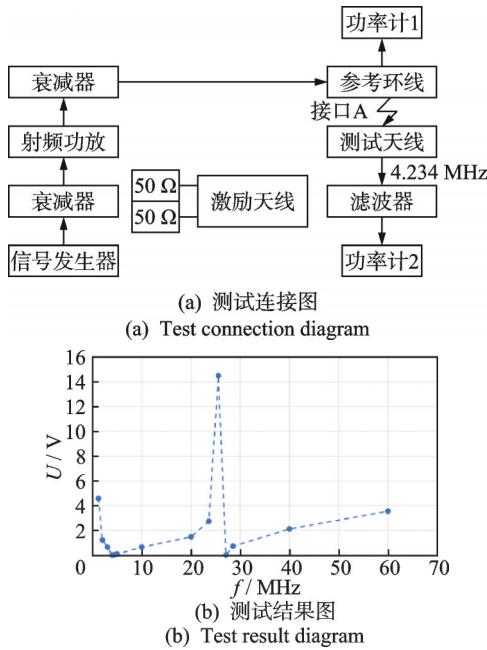 功率计1
衰减器
参考环线
接口A
射频功放
测试天线
4.234 MHz
50 Ω
激励天线
衰减器
滤波器
50 Ω
信号发生器
功率计2
(a) 测试连接图
(a) Test connection diagram
16
14
12
10
8
6
4
2
U / V
0 10 20 30 40 50 60 70
f / MHz
(b) 测试结果图
(b) Test result diagram